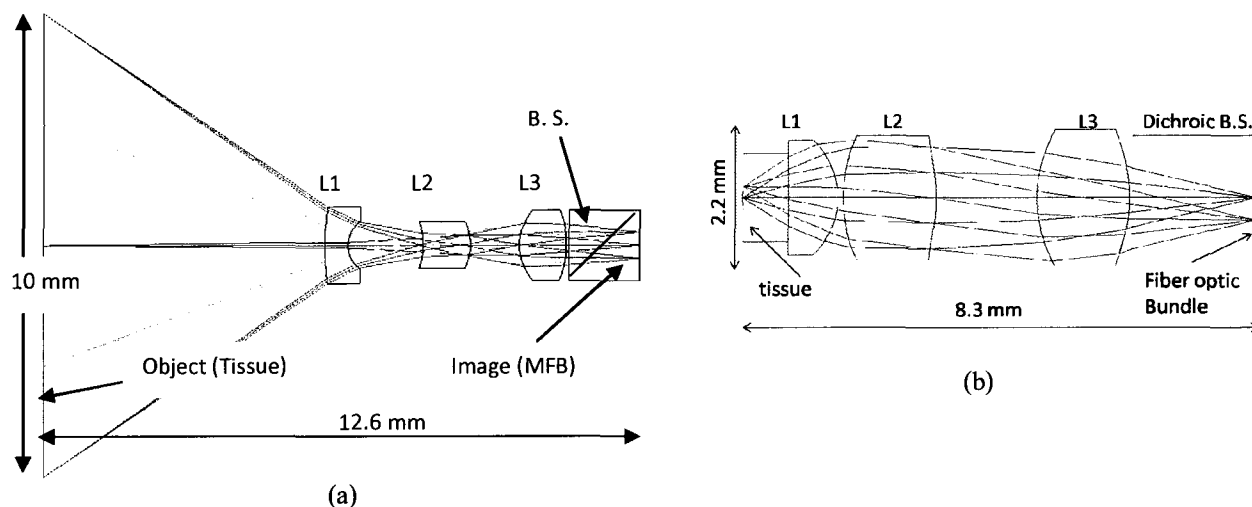 B. S.
L1
L2
L3
10 mm
Object (Tissue)
Image (MFB)
12.6 mm
(a)
L1
L2
L3
Dichroic B.S.
2.2 mm
tissue
Fiber optic
Bundle
8.3 mm
(b)